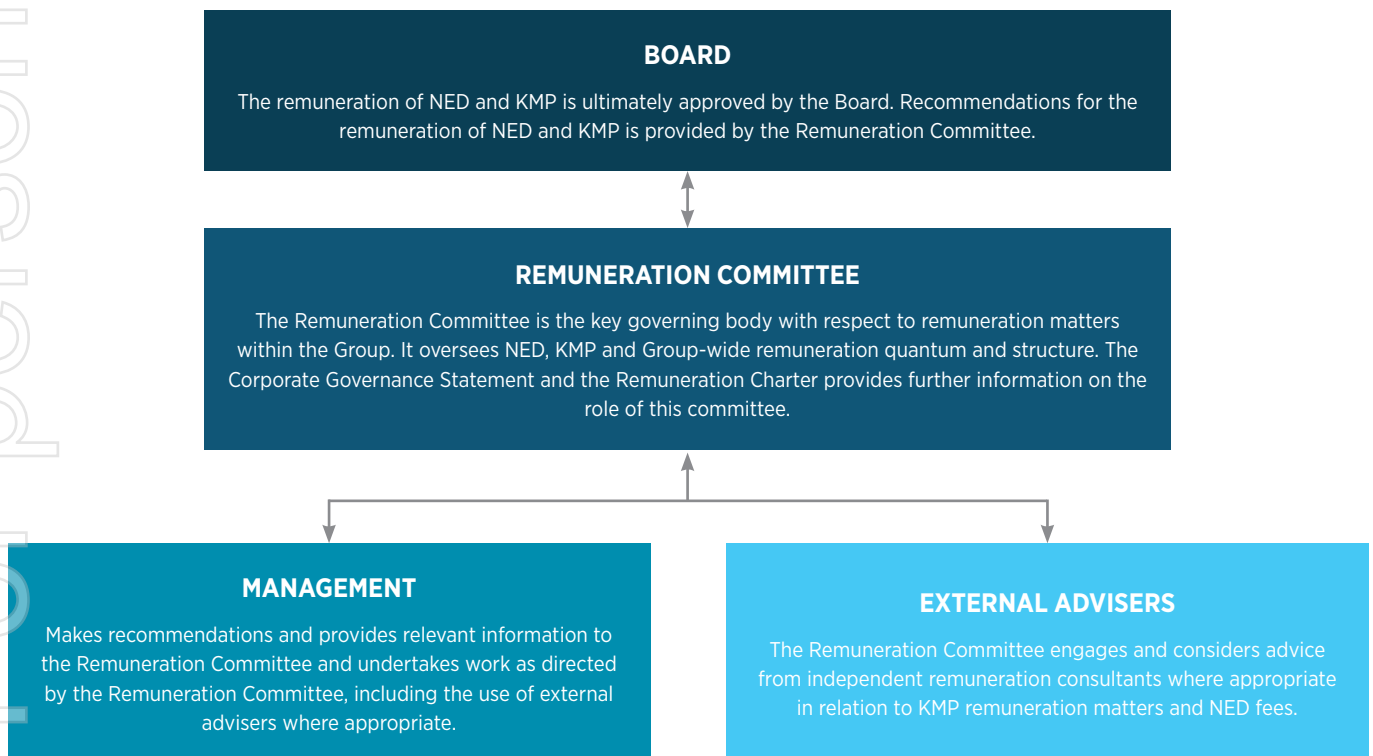 BOARD
The remuneration of NED and KMP is ultimately approved by the Board. Recommendations for the
remuneration of NED and KMP is provided by the Remuneration Committee.
REMUNERATION COMMITTEE
The Remuneration Committee is the key governing body with respect to remuneration matters
within the Group. It oversees NED, KMP and Group-wide remuneration quantum and structure. The
Corporate Governance Statement and the Remuneration Charter provides further information on the
role of this committee.
MANAGEMENT
Makes recommendations and provides relevant information to
the Remuneration Committee and undertakes work as directed
by the Remuneration Committee, including the use of external
advisers where appropriate.
EXTERNAL ADVISERS
The Remuneration Committee engages and considers advice
from independent remuneration consultants where appropriate
in relation to KMP remuneration matters and NED fees.